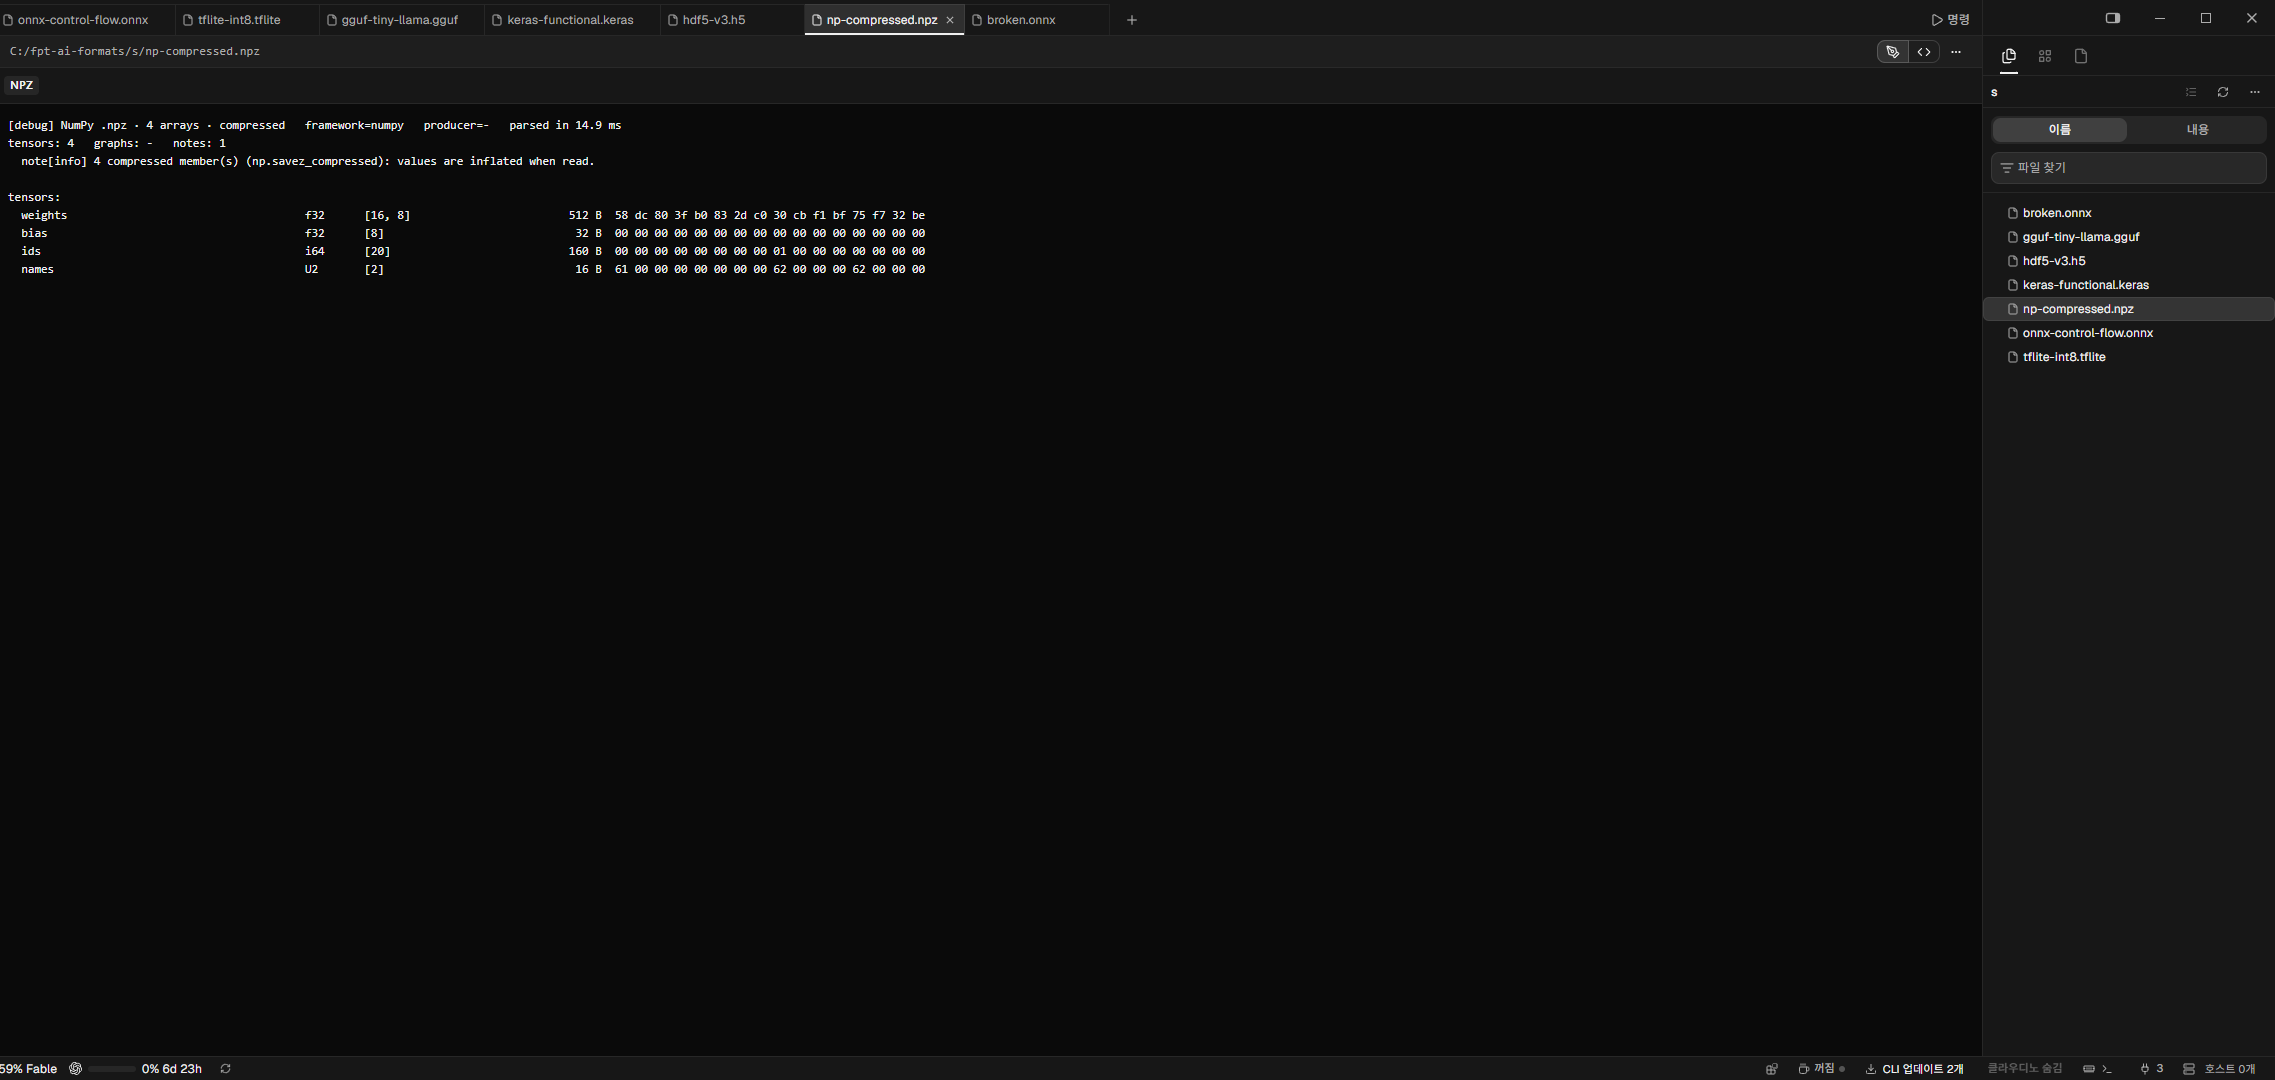 onnx-control-flow.onnx tflite-int8.tflite gguf-tiny-llama.gguf keras-functional.keras hdf5-v3.h5 np-compressed.npz broken.onnx 명령
C:/fpt-ai-formats/s/np-compressed.npz
NPZ
[debug] NumPy .npz · 4 arrays · compressed framework=numpy producer=- parsed in 14.9 ms
tensors: 4 graphs: - notes: 1
note[info] 4 compressed member(s) (np.savez_compressed): values are inflated when read.
tensors:
weights f32 [16, 8] 512 B 58 dc 80 3f b0 83 2d c0 30 cb f1 bf 75 f7 32 be
bias f32 [8] 32 B 00 00 00 00 00 00 00 00 00 00 00 00 00 00 00 00
ids i64 [20] 160 B 00 00 00 00 00 00 00 00 01 00 00 00 00 00 00 00
names U2 [2] 16 B 61 00 00 00 00 00 00 00 62 00 00 00 62 00 00 00
s
이름 내용
파일 찾기
broken.onnx
gguf-tiny-llama.gguf
hdf5-v3.h5
keras-functional.keras
np-compressed.npz
onnx-control-flow.onnx
tflite-int8.tflite
59% Fable 0% 6d 23h 꺼짐 CLI 업데이트 2개 클라우디노 숨김 3 호스트 0개